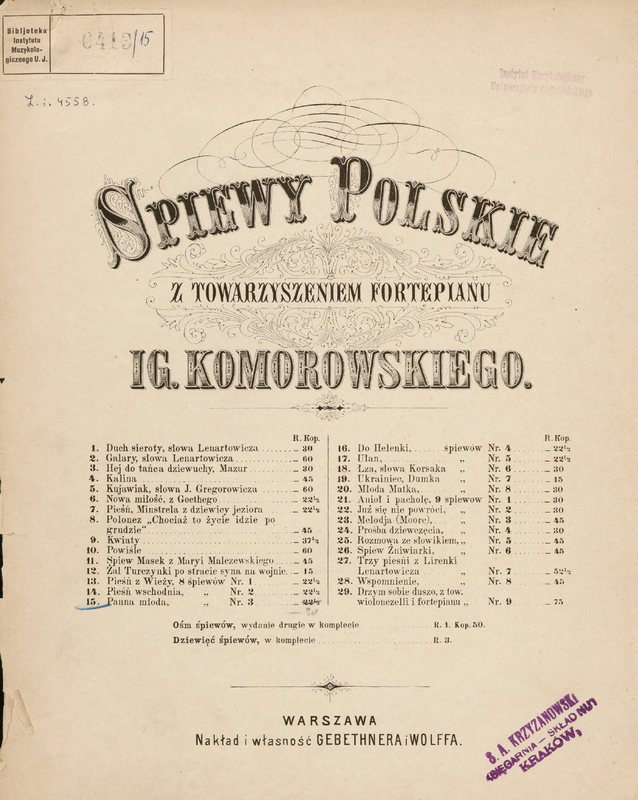 Bibljoteka
Instytutu
Muzykolo-
gicznego U. J.
0413/15
Z. i. 4558.
SPIEWY POLSKIE
Z TOWARZYSZENIEM FORTEPIANU
IG. KOMOROWSKIEGO.
R. Kop.
1. Duch sieroty, słowa Lenartowicza – 30
2. Galary, słowa Lenartowicza – 60
3. Hej do tańca dziewuchy, Mazur – 30
4. Kalina – 45
5. Kujawiak, słowa J. Gregorowicza – 60
6. Nowa miłość, z Goethego – 22½
7. Pieśń, Minstrela z dziewicy jeziora – 22½
8. Polonez „Chociaż to życie idzie po
grudzie" – 45
9. Kwiaty – 37½
10. Powiśle – 60
11. Śpiew Masek z Maryi Malczewskiego – 45
12. Żal Turczynki po stracie syna na wojnie – 15
13. Pieśń z Wieży, 8 śpiewów Nr. 1 – 22½
14. Pieśń wschodnia, „ Nr. 2 – 22½
15. Panna młoda, „ Nr. 3 – 22½
– 30
R. Kop.
16. Do Helenki, śpiewów Nr. 4 – 22½
17. Ułan, „ Nr. 5 – 22½
18. Łza, słowa Korsaka „ Nr. 6 – 30
19. Ukrainiec, Dumka „ Nr. 7 – 15
20. Młoda Matka, „ Nr. 8 – 30
21. Anioł i pacholę, 9 śpiewów Nr. 1 – 30
22. Już się nie powróci, „ Nr. 2 – 30
23. Melodja (Moore), „ Nr. 3 – 45
24. Prośba dziewczęcia, „ Nr. 4 – 30
25. Rozmowa ze słowikiem, „ Nr. 5 – 45
26. Śpiew Żniwiarki, „ Nr. 6 – 45
27. Trzy pieśni z Lirenki
Lenartowicza „ Nr. 7 – 52½
28. Wspomnienie, „ Nr. 8 – 45
29. Drzym sobie duszo, z tow.
wiolonczelli i fortepianu „ Nr. 9 – 75
Ośm śpiewów, wydanie drugie w komplecie R. 1. Kop. 50.
Dziewięć śpiewów, w komplecie R. 3.
WARSZAWA
Nakład i własność GEBETHNERA i WOLFFA.
S. A. KRZYŻANOWSKI
KSIĘGARNIA – SKŁAD NUT
KRAKÓW,